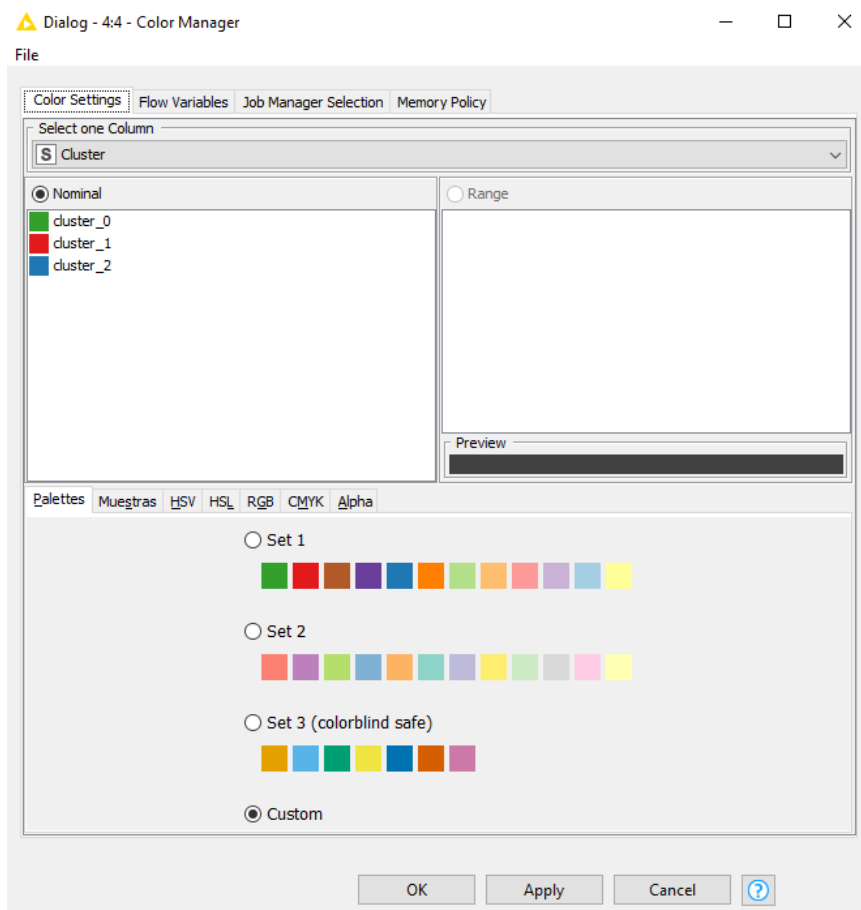 Dialog - 4:4 - Color Manager
File
Color Settings Flow Variables Job Manager Selection Memory Policy
Select one Column
S Cluster
Nominal Range
cluster_0
cluster_1
cluster_2
Preview
Palettes Muestras HSV HSL RGB CMYK Alpha
Set 1
Set 2
Set 3 (colorblind safe)
Custom
OK Apply Cancel ?